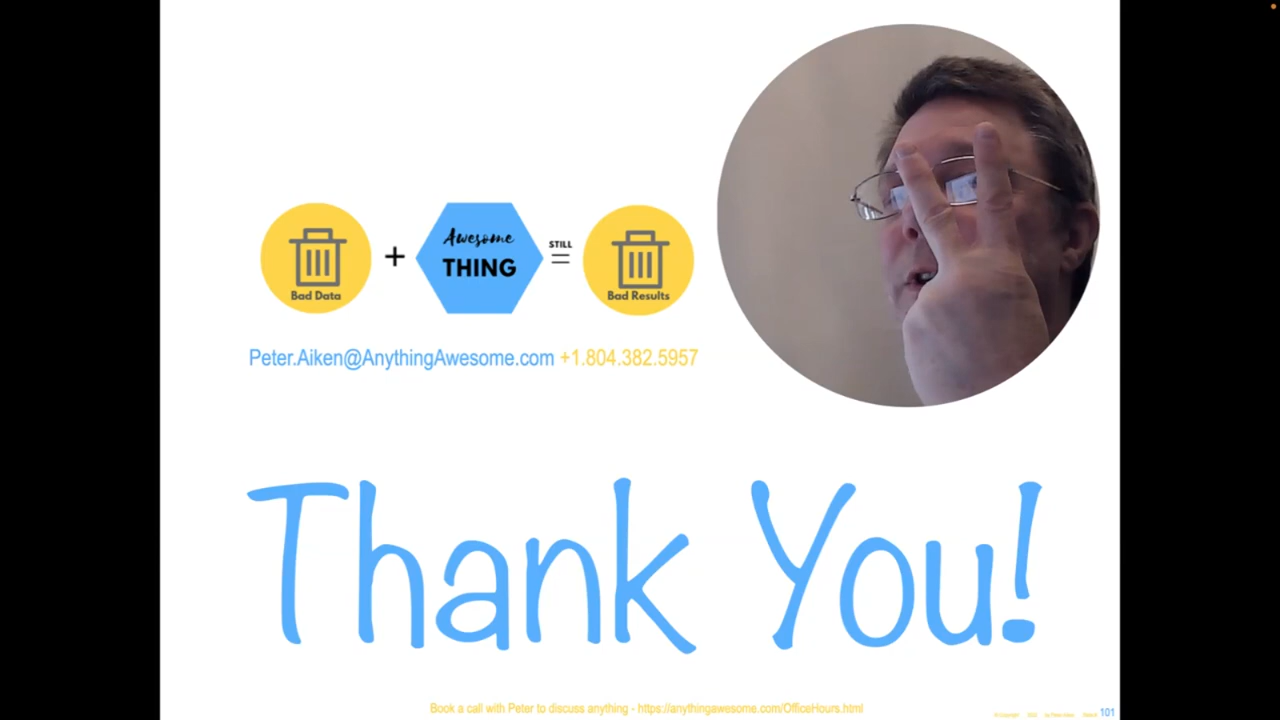 Awesome
THING
STILL
+
=
Bad Data
Bad Results
Peter.Aiken@AnythingAwesome.com +1.804.382.5957
Thank You!
Book a call with Peter to discuss anything - https://anythingawesome.com/OfficeHours.html
101